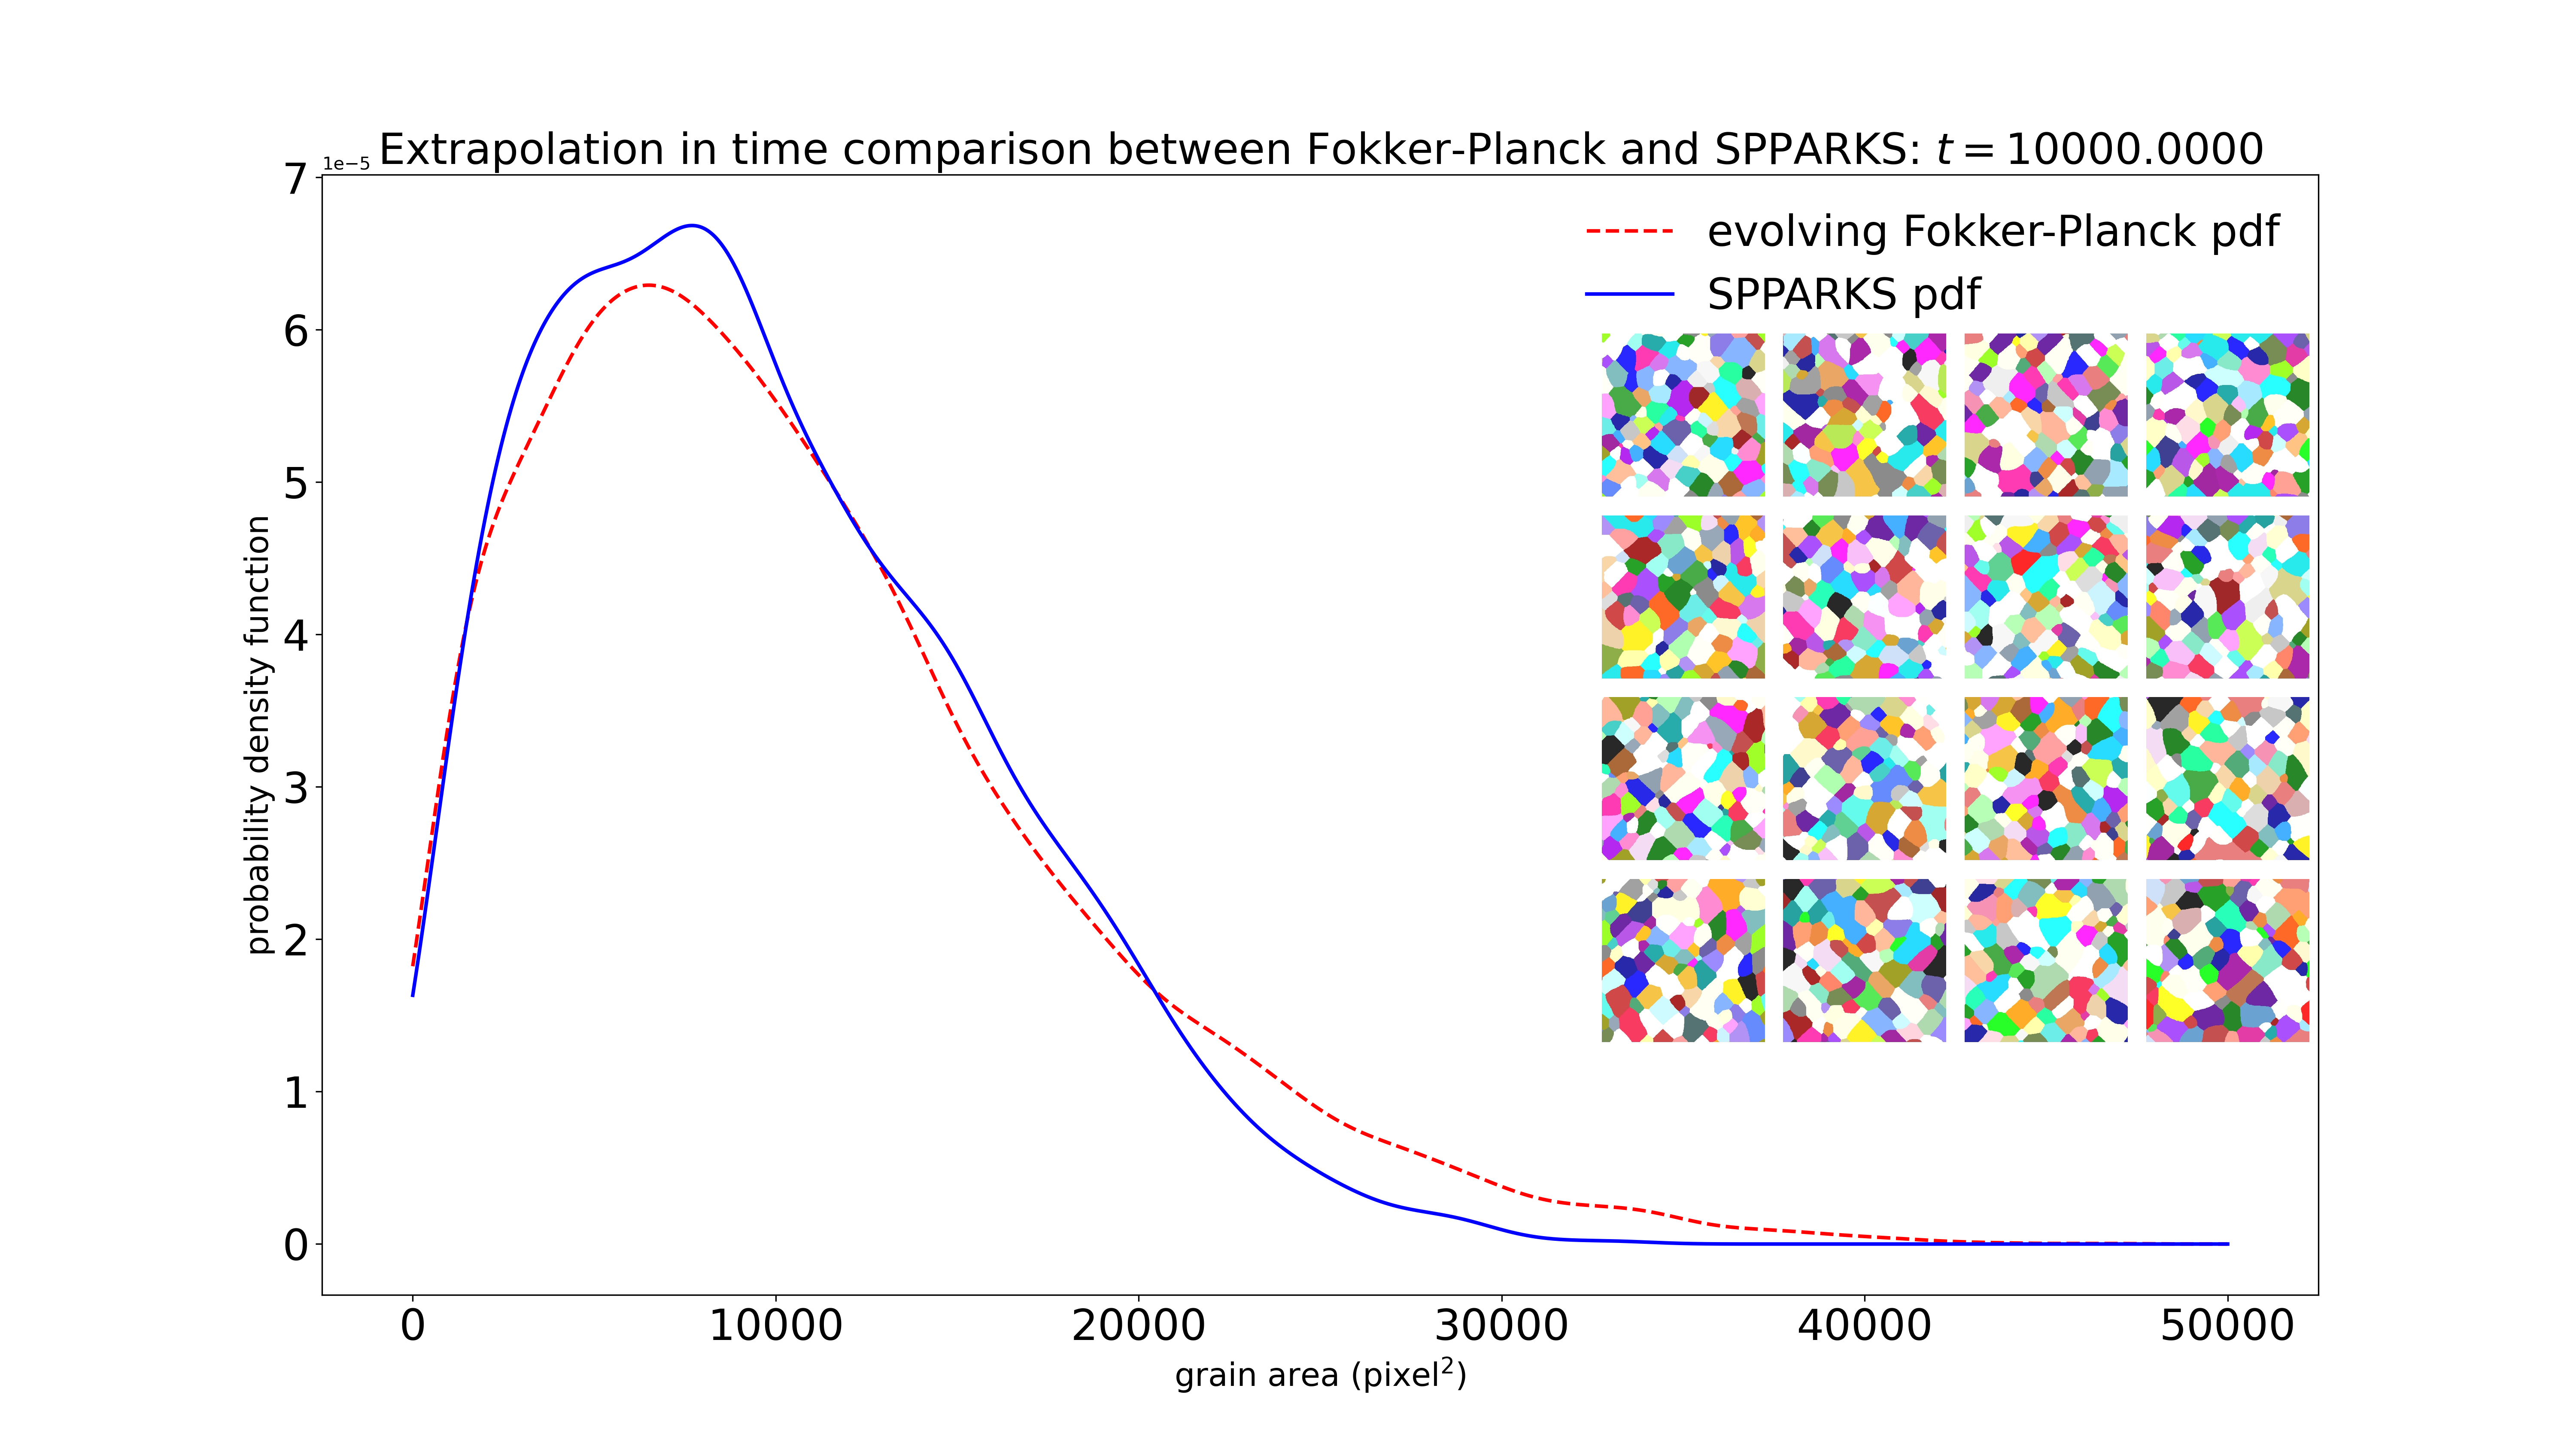 Extrapolation in time comparison between Fokker-Planck and SPPARKS: t = 10000.0000
1e−5
evolving Fokker-Planck pdf
SPPARKS pdf
7
6
5
4
3
2
1
0
probability density function
0 10000 20000 30000 40000 50000
grain area (pixel²)